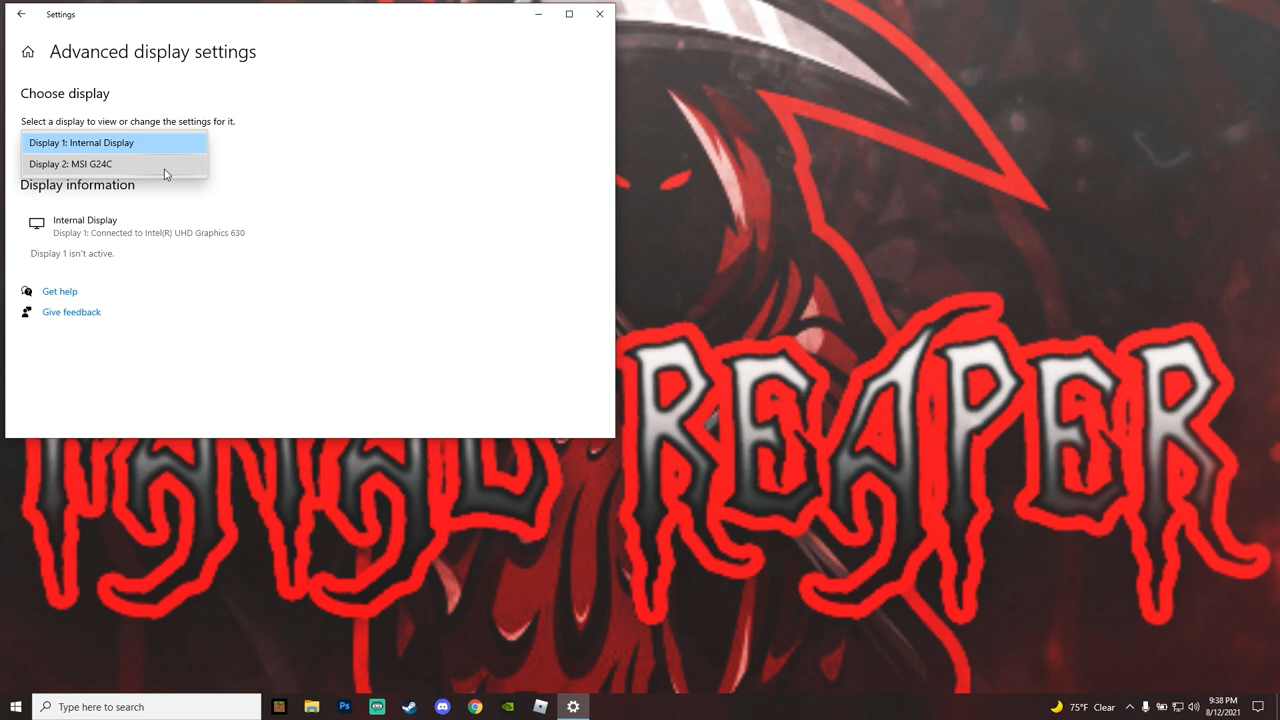 Settings
Advanced display settings
Choose display
Select a display to view or change the settings for it.
Display 1: Internal Display
Display 2: MSI G24C
Display information
Internal Display
Display 1: Connected to Intel(R) UHD Graphics 630
Display 1 isn't active.
Get help
Give feedback
REAPER
Type here to search
Ps
75°F Clear
9:38 PM
8/12/2021